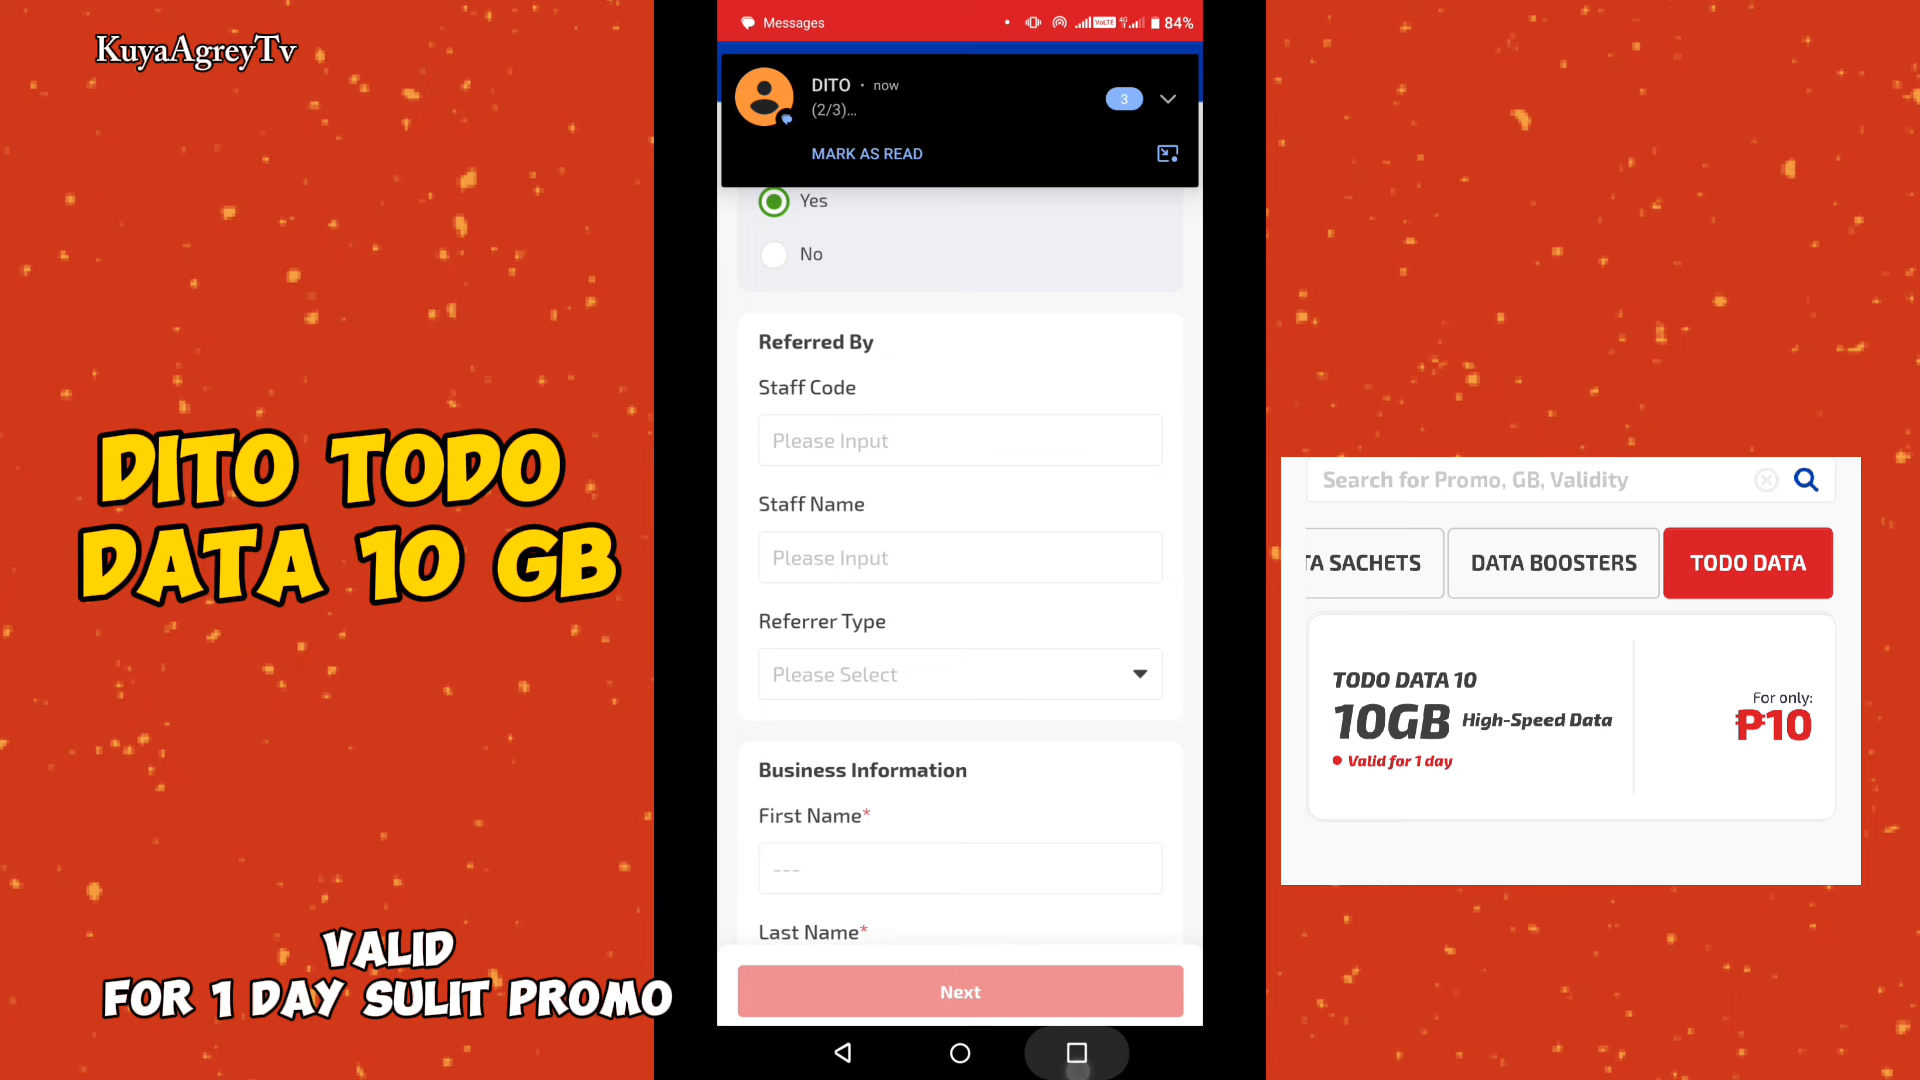 KuyaAgreyTv
DITO TODO
DATA 10 GB
VALID
FOR 1 DAY SULIT PROMO
Messages
VoLTE
4G
84%
DITO • now
(2/3)...
3
MARK AS READ
Yes
No
Referred By
Staff Code
Please Input
Staff Name
Please Input
Referrer Type
Please Select
Business Information
First Name*
---
Last Name*
Next
Search for Promo, GB, Validity
TA SACHETS
DATA BOOSTERS
TODO DATA
TODO DATA 10
10GB High-Speed Data
• Valid for 1 day
For only:
₱10